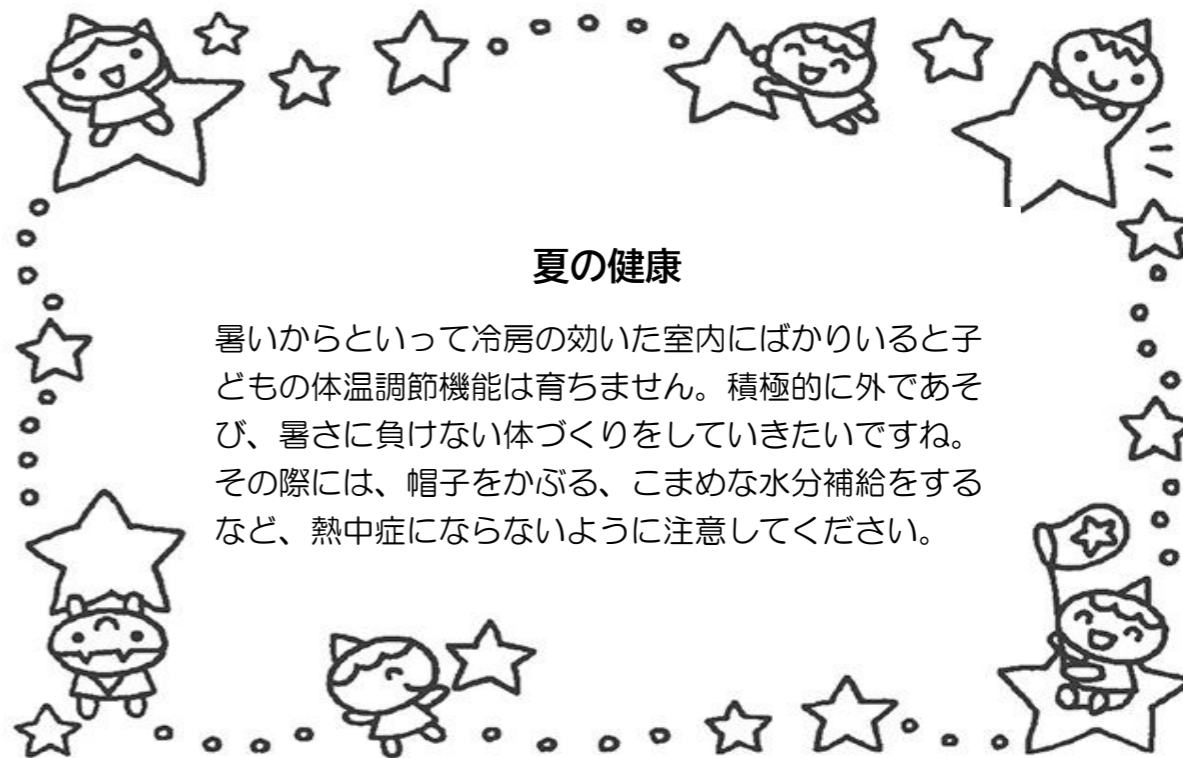 夏の健康
暑いからといって冷房の効いた室内にばかりいると子
どもの体温調節機能は育ちません。積極的に外であそ
び、暑さに負けない体づくりをしていきたいですね。
その際には、帽子をかぶる、こまめな水分補給をする
など、熱中症にならないように注意してください。